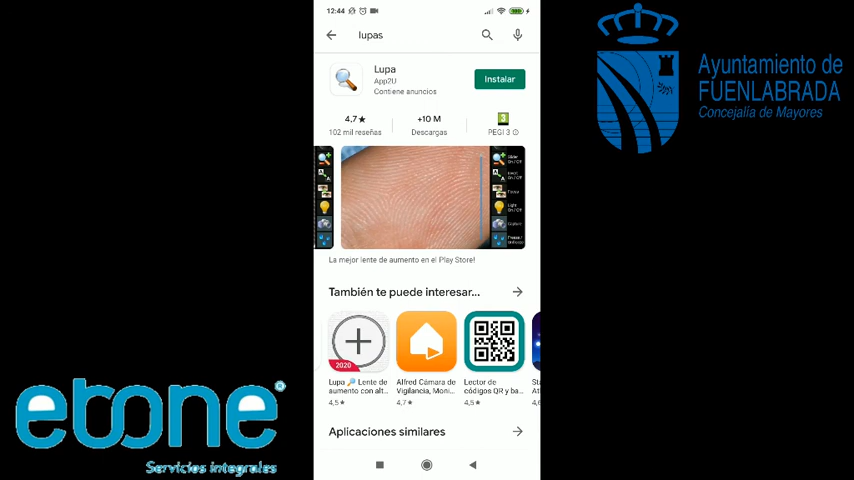 12:44
lupas
Lupa
App2U
Contiene anuncios
Instalar
4,7★
102 mil reseñas
+10 M
Descargas
3
PEGI 3
La mejor lente de aumento en el Play Store!
También te puede interesar...
2020
Lupa 🔎 Lente de
aumento con alt...
4,5★
Alfred Cámara de
Vigilancia, Moni...
4,7★
Lector de
códigos QR y ba...
4,5★
Aplicaciones similares
Ayuntamiento de
FUENLABRADA
Concejalía de Mayores
ebone
Servicios integrales